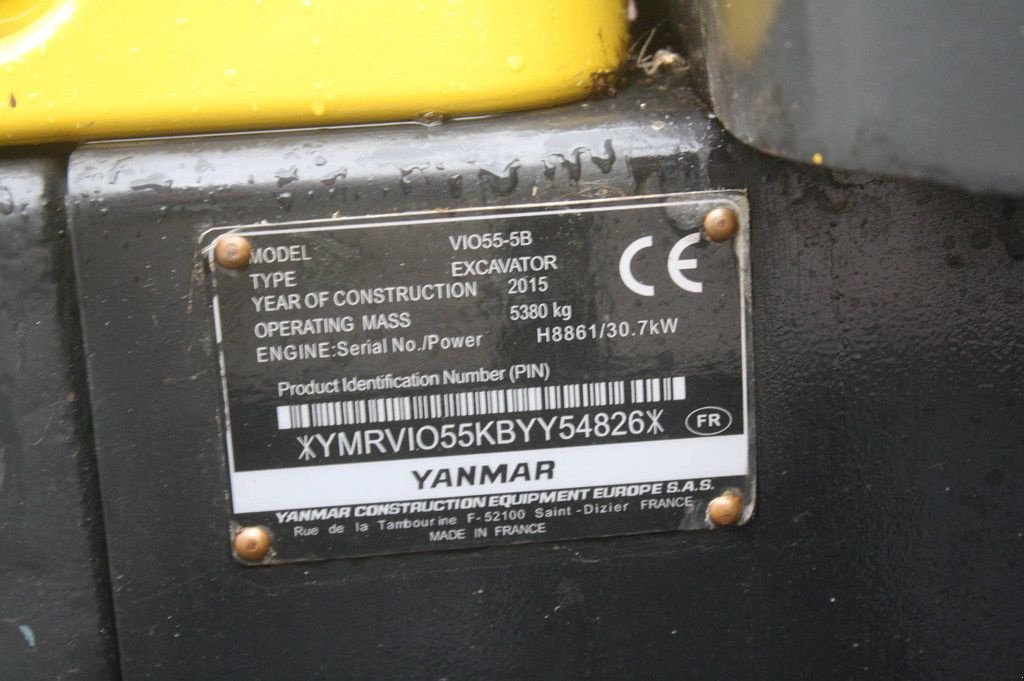 MODEL VIO55-5B
TYPE EXCAVATOR
YEAR OF CONSTRUCTION 2015
OPERATING MASS 5380 kg
ENGINE:Serial No./Power H8861/30.7kW
CE
Product Identification Number (PIN)
*YMRVIO55KBYY54826*
FR
YANMAR
YANMAR CONSTRUCTION EQUIPMENT EUROPE S.A.S.
Rue de la Tambourine F-52100 Saint-Dizier FRANCE
MADE IN FRANCE